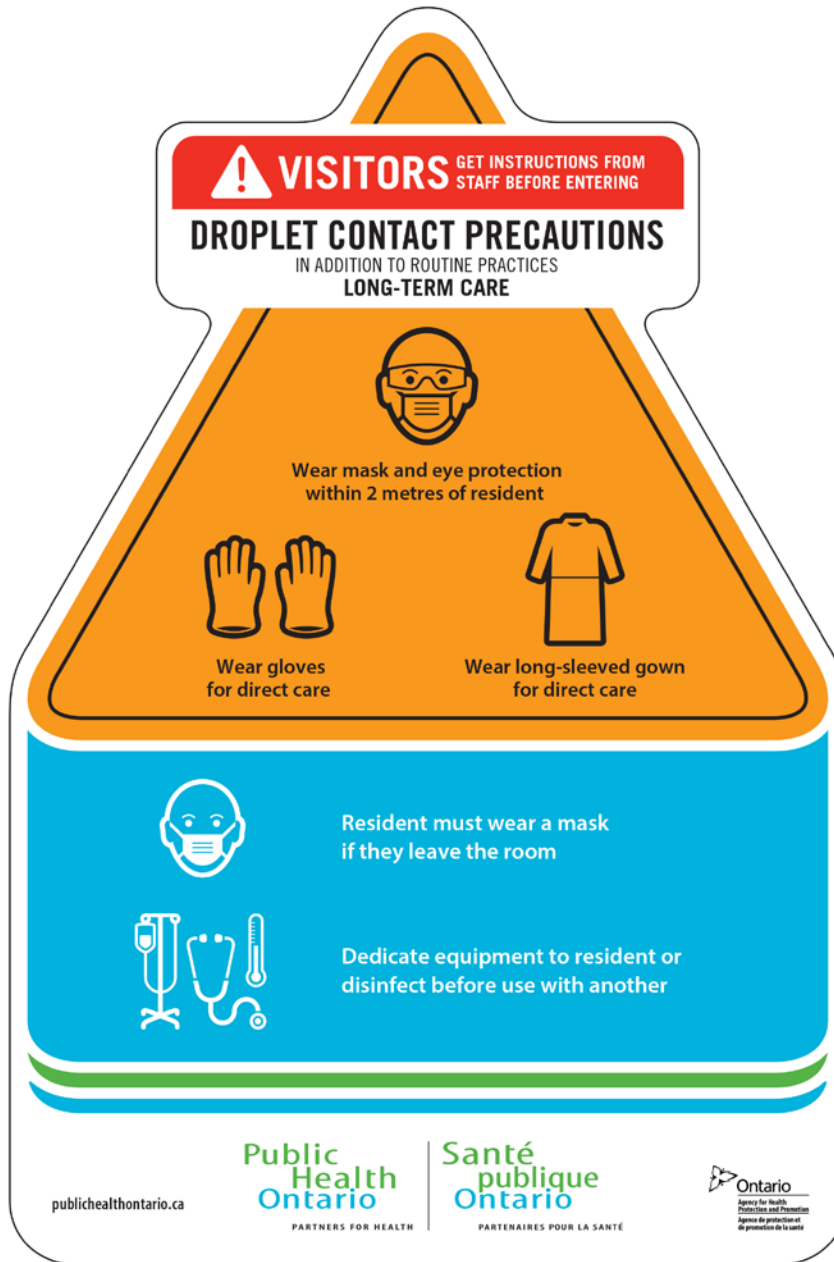 VISITORS GET INSTRUCTIONS FROM
STAFF BEFORE ENTERING
DROPLET CONTACT PRECAUTIONS
IN ADDITION TO ROUTINE PRACTICES
LONG-TERM CARE
Wear mask and eye protection
within 2 metres of resident
Wear gloves
for direct care
Wear long-sleeved gown
for direct care
Resident must wear a mask
if they leave the room
Dedicate equipment to resident or
disinfect before use with another
publichealthontario.ca
Public
Health
Ontario
PARTNERS FOR HEALTH
Santé
publique
Ontario
PARTENAIRES POUR LA SANTÉ
Ontario
Agency for Health
Protection and Promotion
Agence de protection et
de promotion de la santé